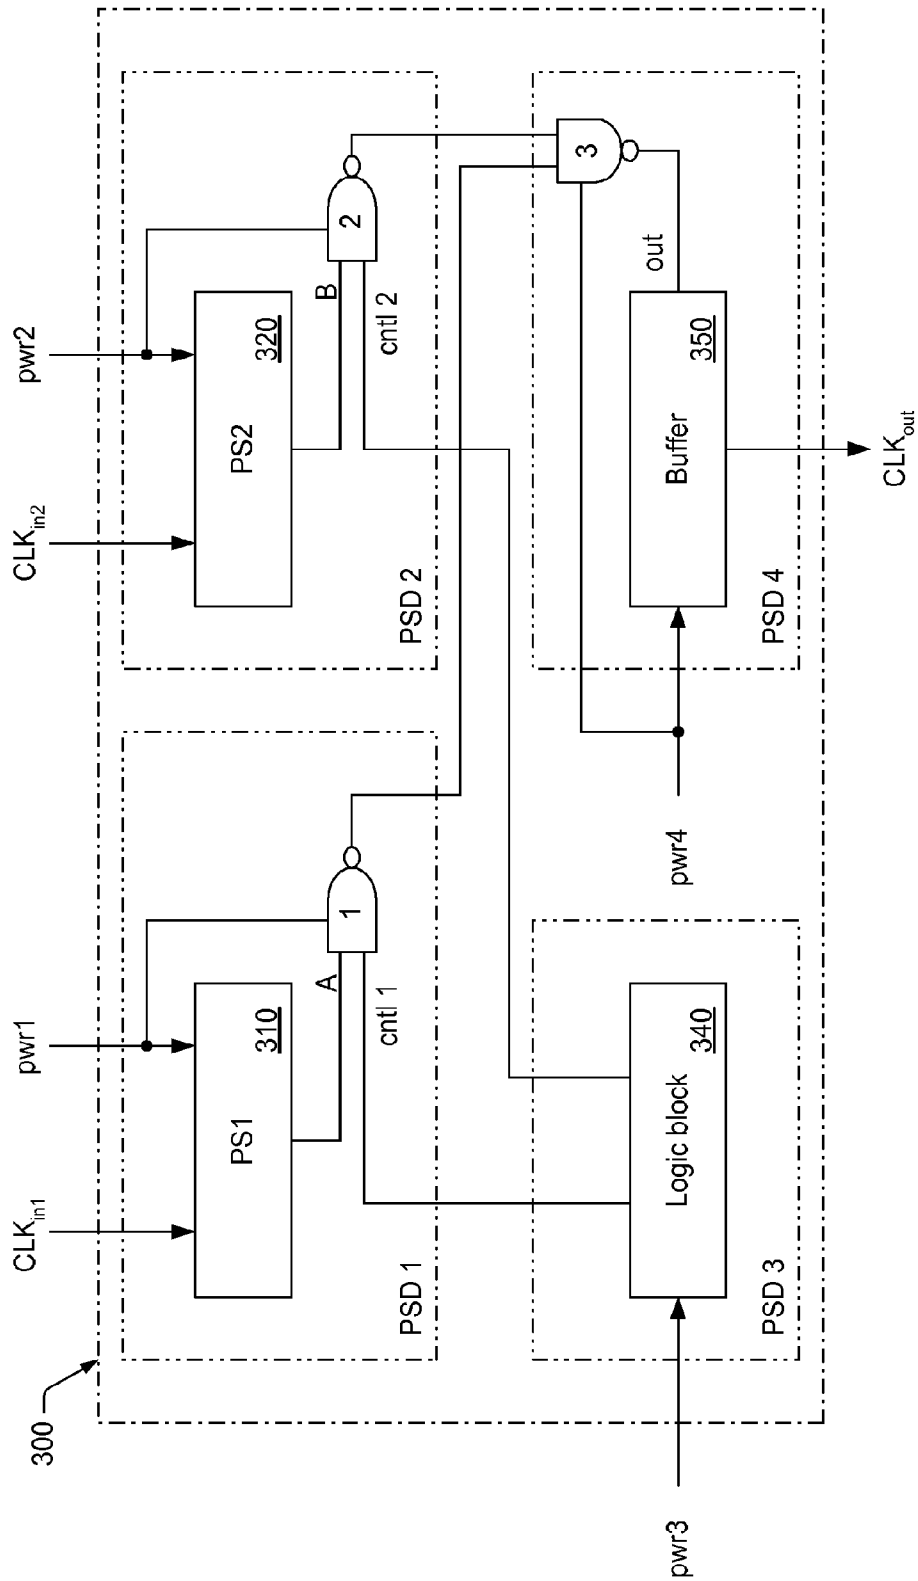 300
CLKin1
pwr1
CLKin2
pwr2
PS1
310
PS2
320
A
1
B
2
cntl 1
cntl 2
PSD 1
PSD 2
3
out
Logic block
340
Buffer
350
PSD 3
PSD 4
pwr3
pwr4
CLKout